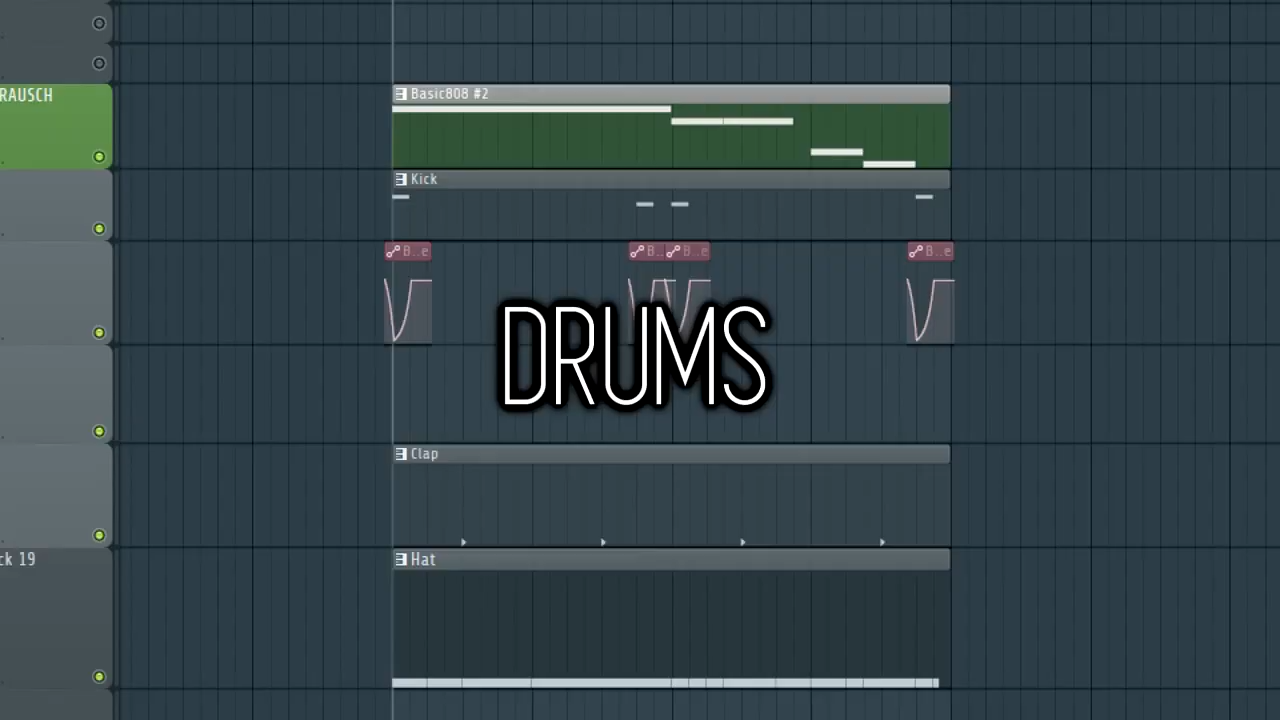 RAUSCH
Basic808 #2
Kick
B..e
B..
B..e
B..e
DRUMS
Clap
ck 19
Hat